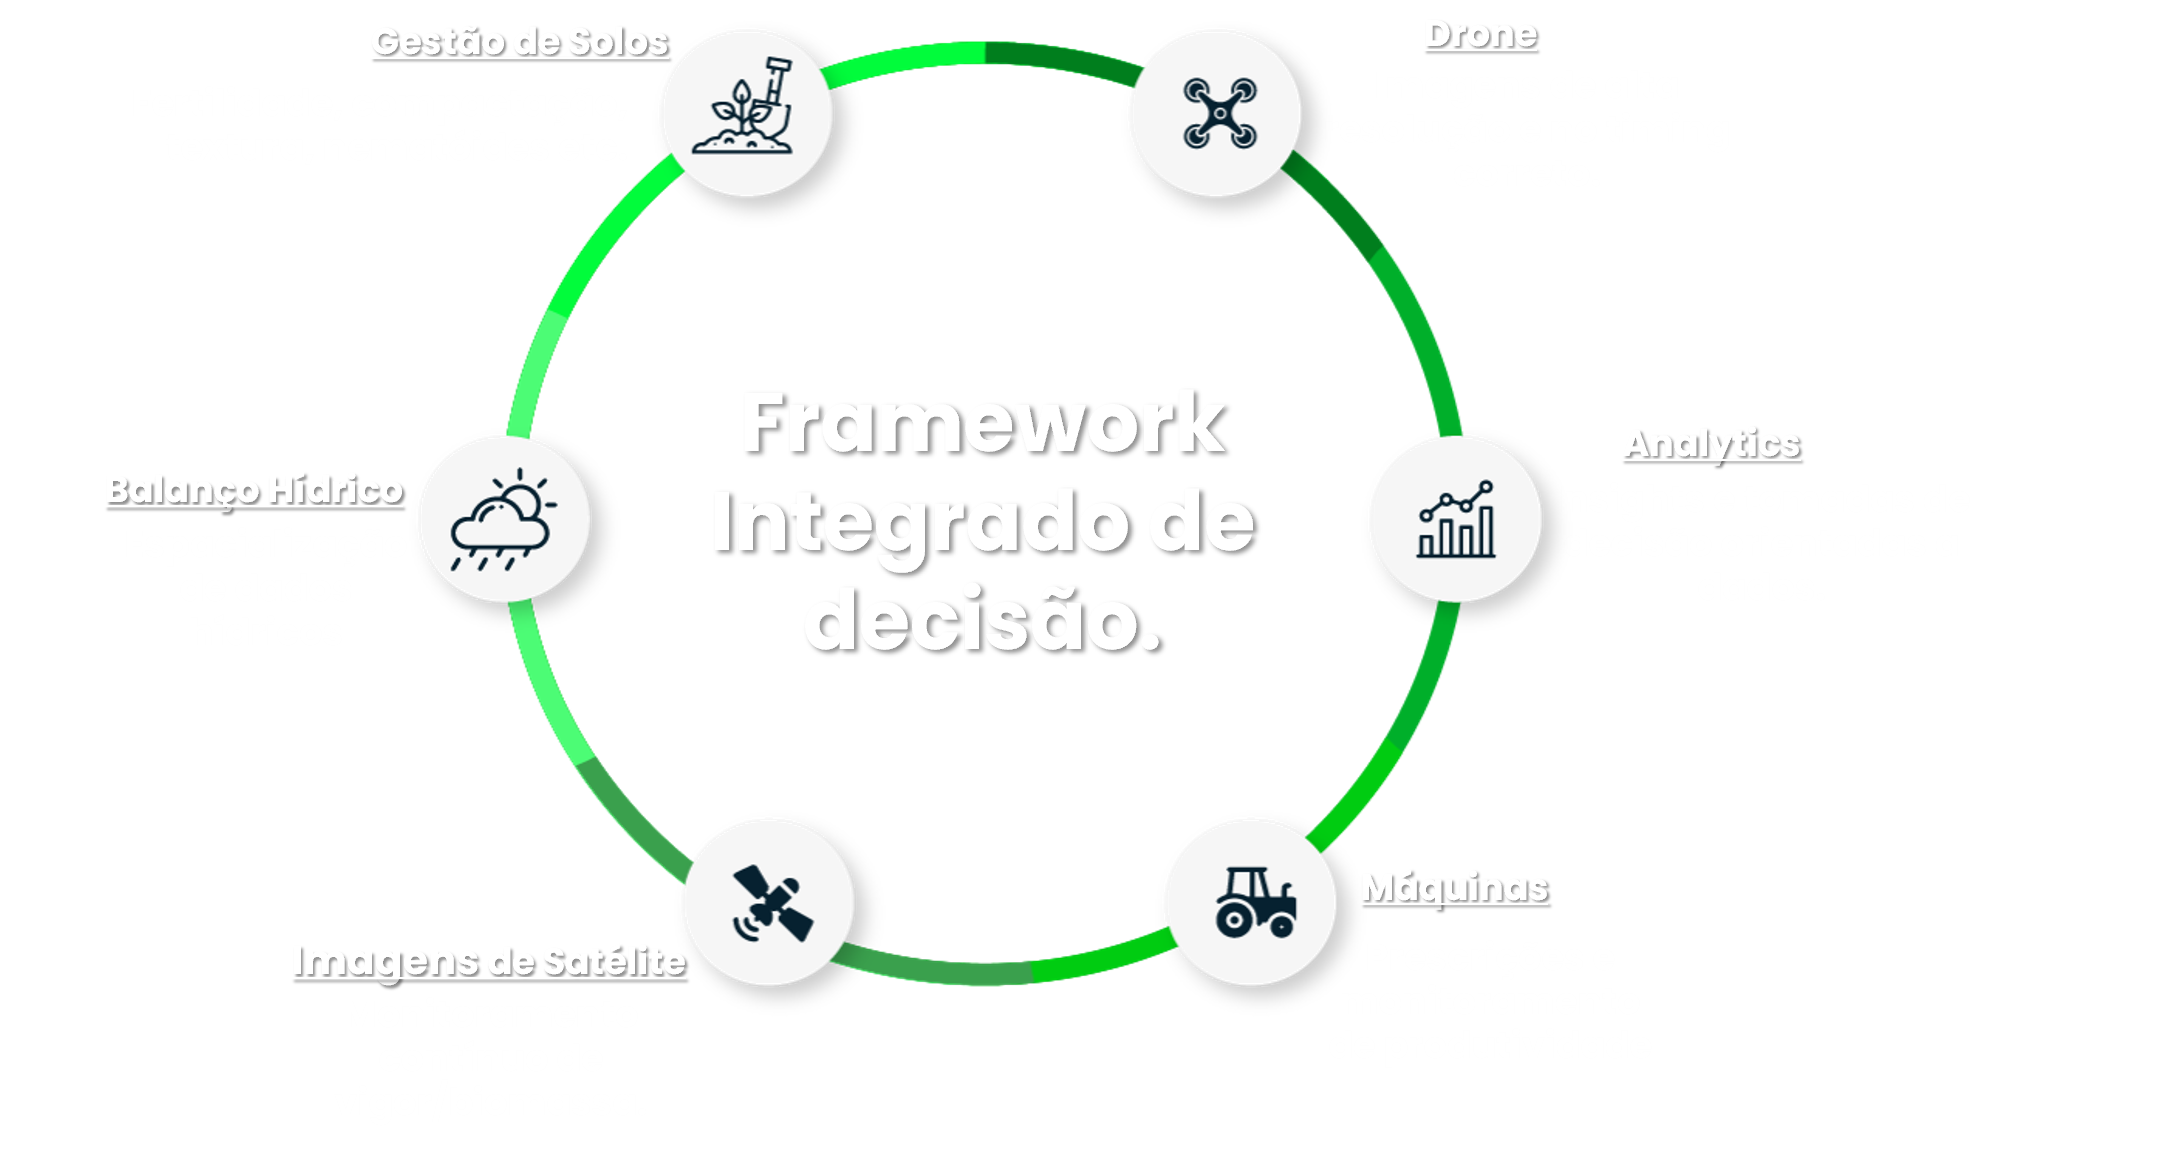 Gestão de Solos
Drone
Framework
Integrado de
decisão.
Analytics
Balanço Hídrico
Máquinas
Imagens de Satélite